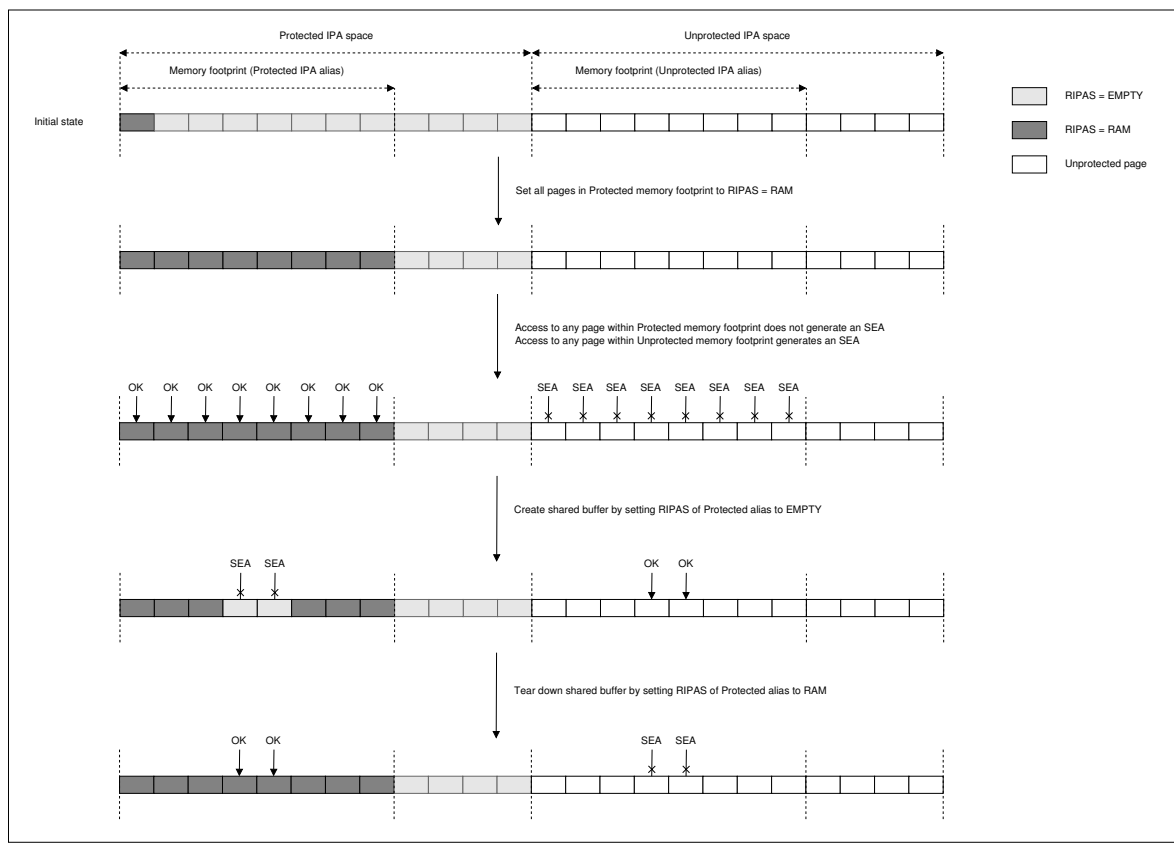 Protected IPA space
Unprotected IPA space
Memory footprint (Protected IPA alias)
Memory footprint (Unprotected IPA alias)
RIPAS = EMPTY
Initial state
RIPAS = RAM
Unprotected page
Set all pages in Protected memory footprint to RIPAS = RAM
Access to any page within Protected memory footprint does not generate an SEA
Access to any page within Unprotected memory footprint generates an SEA
OK OK OK OK OK OK OK OK
SEA SEA SEA SEA SEA SEA SEA SEA
Create shared buffer by setting RIPAS of Protected alias to EMPTY
SEA SEA
OK OK
Tear down shared buffer by setting RIPAS of Protected alias to RAM
OK OK
SEA SEA